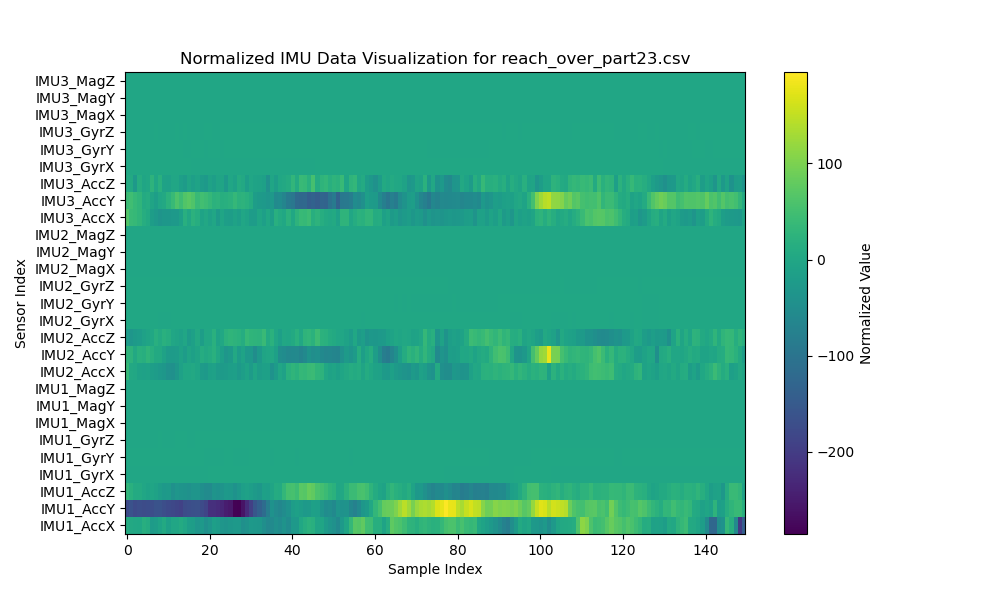 Normalized IMU Data Visualization for reach_over_part23.csv
Sensor Index
IMU3_MagZ
IMU3_MagY
IMU3_MagX
IMU3_GyrZ
IMU3_GyrY
IMU3_GyrX
IMU3_AccZ
IMU3_AccY
IMU3_AccX
IMU2_MagZ
IMU2_MagY
IMU2_MagX
IMU2_GyrZ
IMU2_GyrY
IMU2_GyrX
IMU2_AccZ
IMU2_AccY
IMU2_AccX
IMU1_MagZ
IMU1_MagY
IMU1_MagX
IMU1_GyrZ
IMU1_GyrY
IMU1_GyrX
IMU1_AccZ
IMU1_AccY
IMU1_AccX
0 20 40 60 80 100 120 140
Sample Index
100
0
−100
−200
Normalized Value